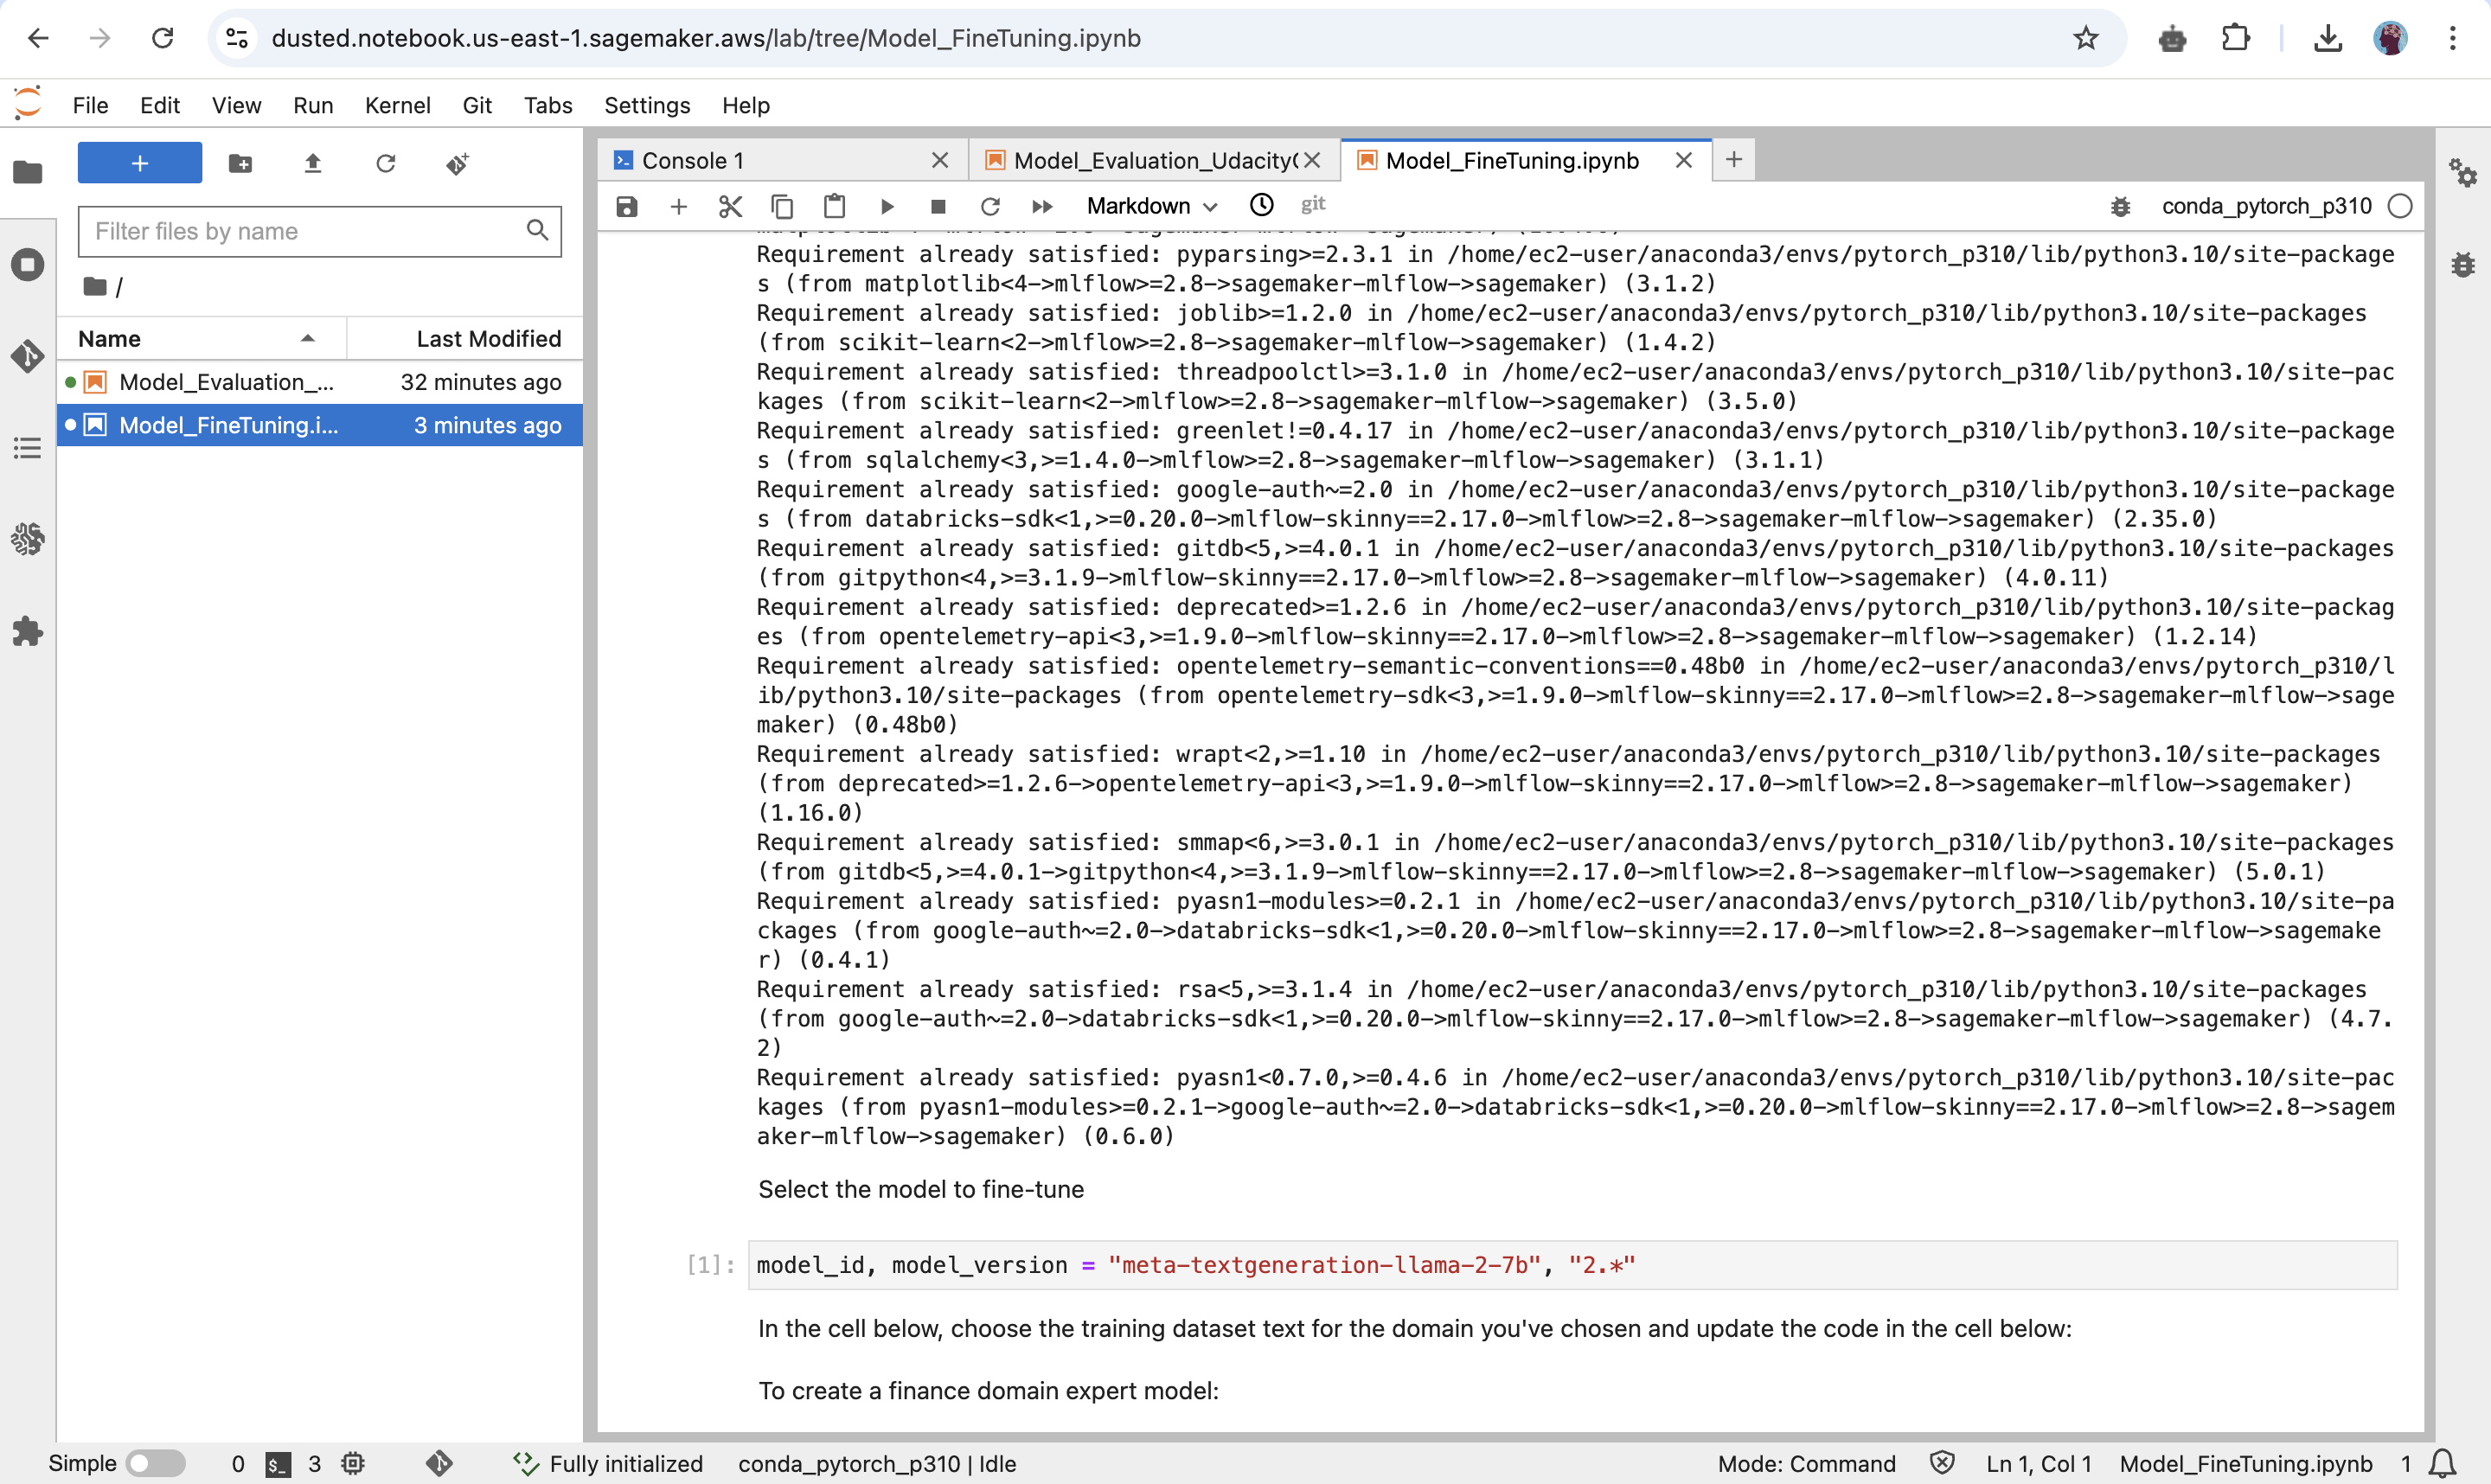 dusted.notebook.us-east-1.sagemaker.aws/lab/tree/Model_FineTuning.ipynb
File Edit View Run Kernel Git Tabs Settings Help
+
Filter files by name
/
Name Last Modified
Model_Evaluation_... 32 minutes ago
Model_FineTuning.i... 3 minutes ago
Console 1 Model_Evaluation_Udacity Model_FineTuning.ipynb
Markdown git conda_pytorch_p310
Requirement already satisfied: pyparsing>=2.3.1 in /home/ec2-user/anaconda3/envs/pytorch_p310/lib/python3.10/site-package
s (from matplotlib<4->mlflow>=2.8->sagemaker-mlflow->sagemaker) (3.1.2)
Requirement already satisfied: joblib>=1.2.0 in /home/ec2-user/anaconda3/envs/pytorch_p310/lib/python3.10/site-packages
(from scikit-learn<2->mlflow>=2.8->sagemaker-mlflow->sagemaker) (1.4.2)
Requirement already satisfied: threadpoolctl>=3.1.0 in /home/ec2-user/anaconda3/envs/pytorch_p310/lib/python3.10/site-pac
kages (from scikit-learn<2->mlflow>=2.8->sagemaker-mlflow->sagemaker) (3.5.0)
Requirement already satisfied: greenlet!=0.4.17 in /home/ec2-user/anaconda3/envs/pytorch_p310/lib/python3.10/site-package
s (from sqlalchemy<3,>=1.4.0->mlflow>=2.8->sagemaker-mlflow->sagemaker) (3.1.1)
Requirement already satisfied: google-auth~=2.0 in /home/ec2-user/anaconda3/envs/pytorch_p310/lib/python3.10/site-package
s (from databricks-sdk<1,>=0.20.0->mlflow-skinny==2.17.0->mlflow>=2.8->sagemaker-mlflow->sagemaker) (2.35.0)
Requirement already satisfied: gitdb<5,>=4.0.1 in /home/ec2-user/anaconda3/envs/pytorch_p310/lib/python3.10/site-packages
(from gitpython<4,>=3.1.9->mlflow-skinny==2.17.0->mlflow>=2.8->sagemaker-mlflow->sagemaker) (4.0.11)
Requirement already satisfied: deprecated>=1.2.6 in /home/ec2-user/anaconda3/envs/pytorch_p310/lib/python3.10/site-packag
es (from opentelemetry-api<3,>=1.9.0->mlflow-skinny==2.17.0->mlflow>=2.8->sagemaker-mlflow->sagemaker) (1.2.14)
Requirement already satisfied: opentelemetry-semantic-conventions==0.48b0 in /home/ec2-user/anaconda3/envs/pytorch_p310/l
ib/python3.10/site-packages (from opentelemetry-sdk<3,>=1.9.0->mlflow-skinny==2.17.0->mlflow>=2.8->sagemaker-mlflow->sage
maker) (0.48b0)
Requirement already satisfied: wrapt<2,>=1.10 in /home/ec2-user/anaconda3/envs/pytorch_p310/lib/python3.10/site-packages
(from deprecated>=1.2.6->opentelemetry-api<3,>=1.9.0->mlflow-skinny==2.17.0->mlflow>=2.8->sagemaker-mlflow->sagemaker)
(1.16.0)
Requirement already satisfied: smmap<6,>=3.0.1 in /home/ec2-user/anaconda3/envs/pytorch_p310/lib/python3.10/site-packages
(from gitdb<5,>=4.0.1->gitpython<4,>=3.1.9->mlflow-skinny==2.17.0->mlflow>=2.8->sagemaker-mlflow->sagemaker) (5.0.1)
Requirement already satisfied: pyasn1-modules>=0.2.1 in /home/ec2-user/anaconda3/envs/pytorch_p310/lib/python3.10/site-pa
ckages (from google-auth~=2.0->databricks-sdk<1,>=0.20.0->mlflow-skinny==2.17.0->mlflow>=2.8->sagemaker-mlflow->sagemake
r) (0.4.1)
Requirement already satisfied: rsa<5,>=3.1.4 in /home/ec2-user/anaconda3/envs/pytorch_p310/lib/python3.10/site-packages
(from google-auth~=2.0->databricks-sdk<1,>=0.20.0->mlflow-skinny==2.17.0->mlflow>=2.8->sagemaker-mlflow->sagemaker) (4.7.
2)
Requirement already satisfied: pyasn1<0.7.0,>=0.4.6 in /home/ec2-user/anaconda3/envs/pytorch_p310/lib/python3.10/site-pac
kages (from pyasn1-modules>=0.2.1->google-auth~=2.0->databricks-sdk<1,>=0.20.0->mlflow-skinny==2.17.0->mlflow>=2.8->sagem
aker-mlflow->sagemaker) (0.6.0)
Select the model to fine-tune
[1]: model_id, model_version = "meta-textgeneration-llama-2-7b", "2.*"
In the cell below, choose the training dataset text for the domain you've chosen and update the code in the cell below:
To create a finance domain expert model:
Simple 0 $_ 3 Fully initialized conda_pytorch_p310 | Idle Mode: Command Ln 1, Col 1 Model_FineTuning.ipynb 1